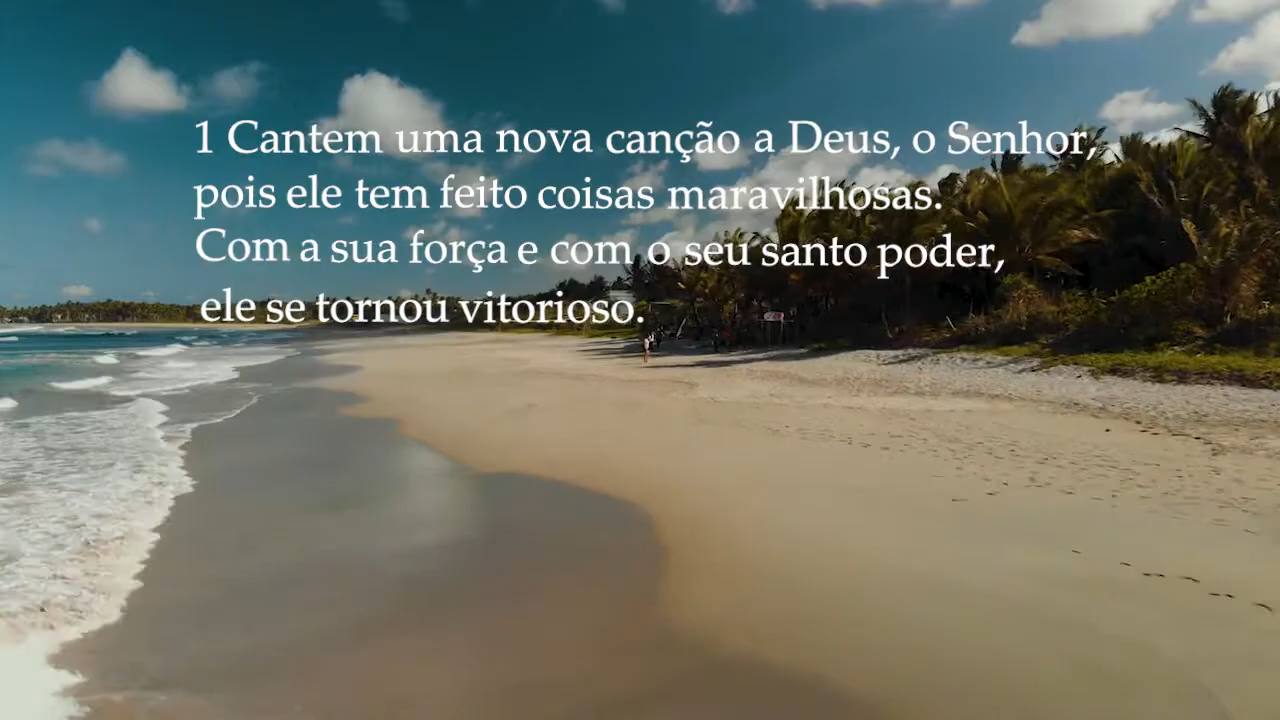 1 Cantem uma nova canção a Deus, o Senhor,
pois ele tem feito coisas maravilhosas.
Com a sua força e com o seu santo poder,
ele se tornou vitorioso.